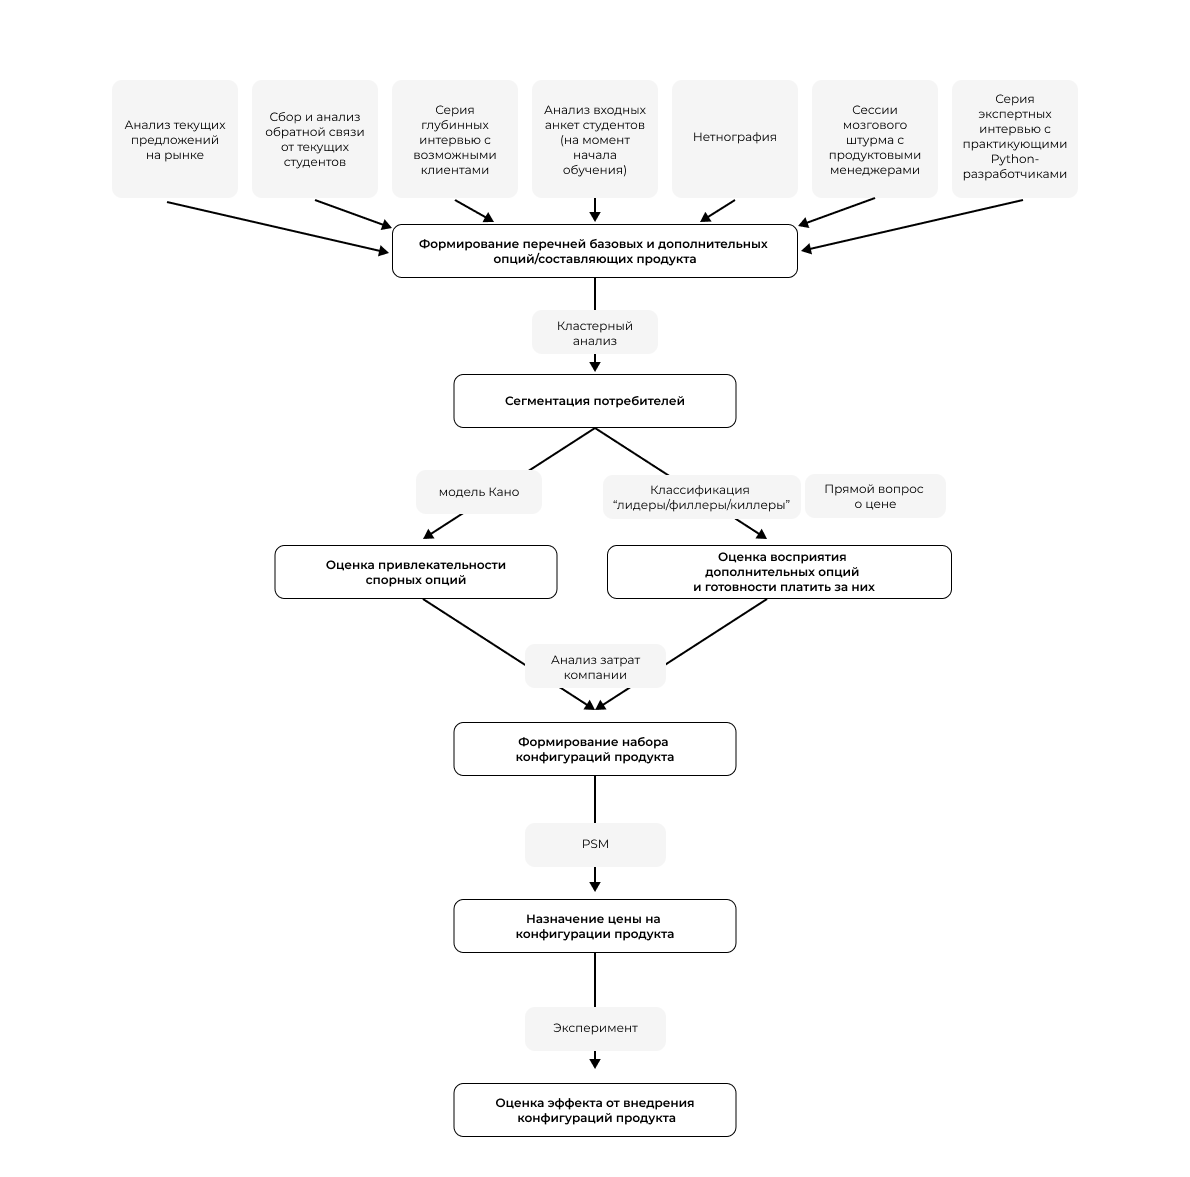 Анализ текущих
предложений
на рынке
Сбор и анализ
обратной связи
от текущих
студентов
Серия
глубинных
интервью с
возможными
клиентами
Анализ входных
анкет студентов
(на момент
начала
обучения)
Нетнография
Сессии
мозгового
штурма с
продуктовыми
менеджерами
Серия
экспертных
интервью с
практикующими
Python-
разработчиками
Формирование перечней базовых и дополнительных
опций/составляющих продукта
Кластерный
анализ
Сегментация потребителей
модель Кано
Классификация
“лидеры/филлеры/киллеры”
Прямой вопрос
о цене
Оценка привлекательности
спорных опций
Оценка восприятия
дополнительных опций
и готовности платить за них
Анализ затрат
компании
Формирование набора
конфигураций продукта
PSM
Назначение цены на
конфигурации продукта
Эксперимент
Оценка эффекта от внедрения
конфигураций продукта